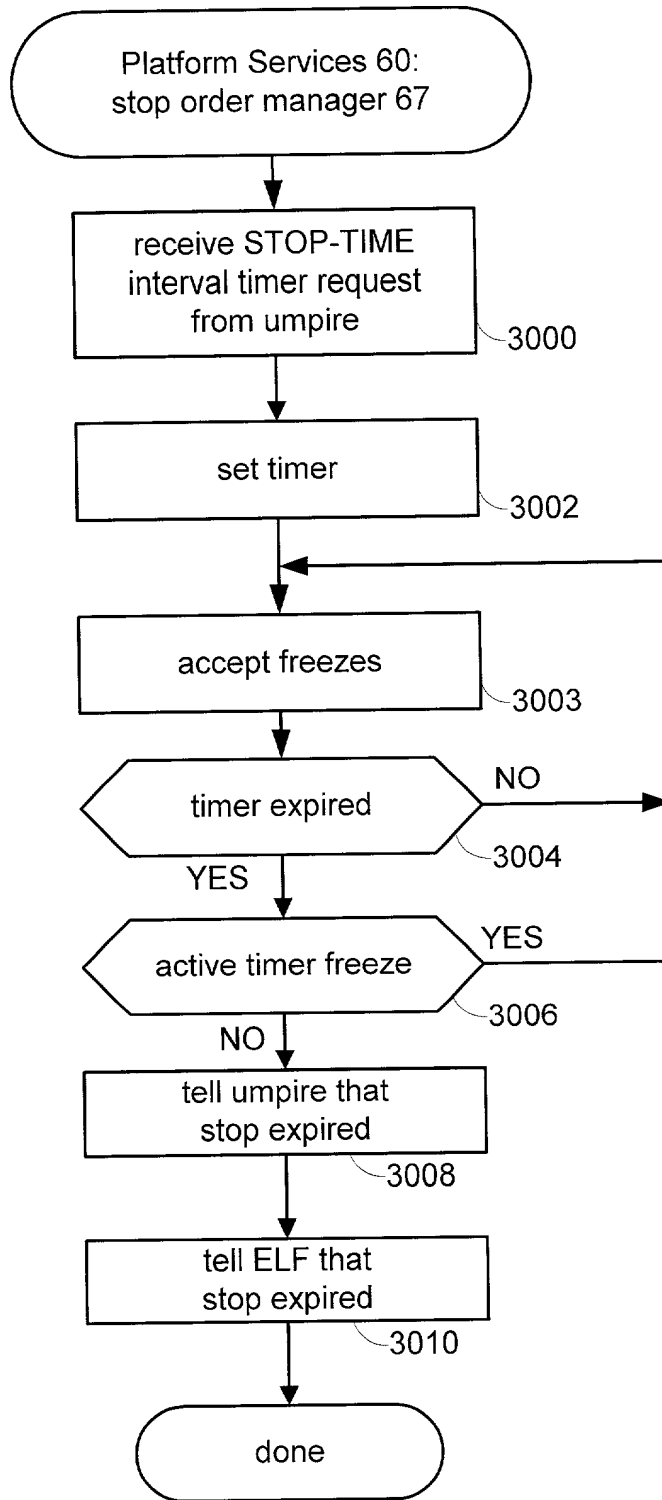 Platform Services 60:
stop order manager 67
receive STOP-TIME
interval timer request
from umpire
3000
set timer
3002
accept freezes
3003
timer expired
NO
3004
YES
active timer freeze
YES
3006
NO
tell umpire that
stop expired
3008
tell ELF that
stop expired
3010
done